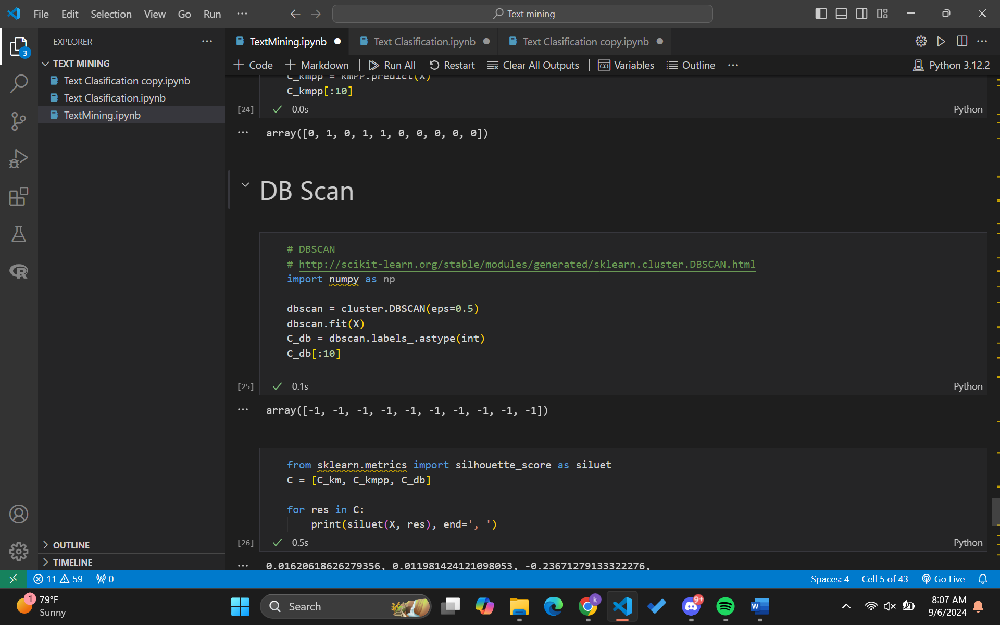 File Edit Selection View Go Run ···
Text mining
EXPLORER ···
3
TEXT MINING
Text Clasification copy.ipynb
Text Clasification.ipynb
TextMining.ipynb
OUTLINE
TIMELINE
TextMining.ipynb Text Clasification.ipynb Text Clasification copy.ipynb
+ Code + Markdown | Run All Restart Clear All Outputs | Variables Outline ··· Python 3.12.2
C_kmpp = kmPP.predict(X)
C_kmpp[:10]
[24] 0.0s Python
array([0, 1, 0, 1, 1, 0, 0, 0, 0, 0])
DB Scan
# DBSCAN
# http://scikit-learn.org/stable/modules/generated/sklearn.cluster.DBSCAN.html
import numpy as np
dbscan = cluster.DBSCAN(eps=0.5)
dbscan.fit(X)
C_db = dbscan.labels_.astype(int)
C_db[:10]
[25] 0.1s Python
array([-1, -1, -1, -1, -1, -1, -1, -1, -1, -1])
from sklearn.metrics import silhouette_score as siluet
C = [C_km, C_kmpp, C_db]
for res in C:
print(siluet(X, res), end=', ')
[26] 0.5s Python
0.01620618626279356, 0.011981424121098053, -0.23671279133322276,
11 59 0 Spaces: 4 Cell 5 of 43 Go Live
1 79°F
Sunny
Search
k
9+
8:07 AM
9/6/2024